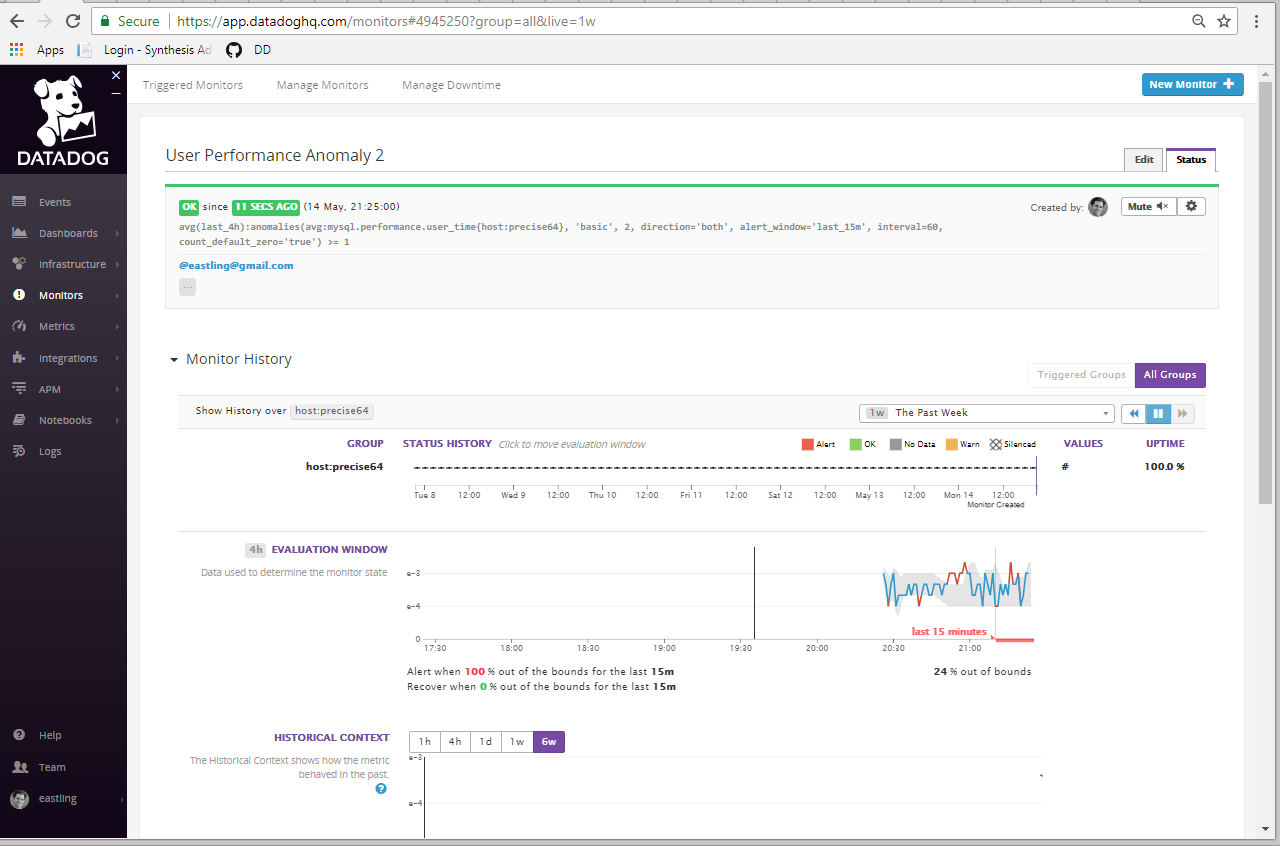 Secure | https://app.datadoghq.com/monitors#4945250?group=all&live=1w
Apps Login - Synthesis Ad DD
DATADOG
Events
Dashboards
Infrastructure
Monitors
Metrics
Integrations
APM
Notebooks
Logs
Help
Team
eastling
Triggered Monitors Manage Monitors Manage Downtime New Monitor +
User Performance Anomaly 2 Edit Status
OK since 11 SECS AGO (14 May, 21:25:00) Created by: Mute
avg(last_4h):anomalies(avg:mysql.performance.user_time{host:precise64}, 'basic', 2, direction='both', alert_window='last_15m', interval=60,
count_default_zero='true') >= 1
@eastling@gmail.com
...
Monitor History
Triggered Groups All Groups
Show History over host:precise64 1w The Past Week
GROUP STATUS HISTORY Click to move evaluation window Alert OK No Data Warn Silenced VALUES UPTIME
host:precise64 # 100.0 %
Tue 8 12:00 Wed 9 12:00 Thu 10 12:00 Fri 11 12:00 Sat 12 12:00 May 13 12:00 Mon 14 12:00
Monitor Created
4h EVALUATION WINDOW
Data used to determine the monitor state
e-3
e-4
last 15 minutes
0
17:30 18:00 18:30 19:00 19:30 20:00 20:30 21:00
Alert when 100 % out of the bounds for the last 15m 24 % out of bounds
Recover when 0 % out of the bounds for the last 15m
HISTORICAL CONTEXT 1h 4h 1d 1w 6w
The Historical Context shows how the metric
behaved in the past.
?
e-3
e-4